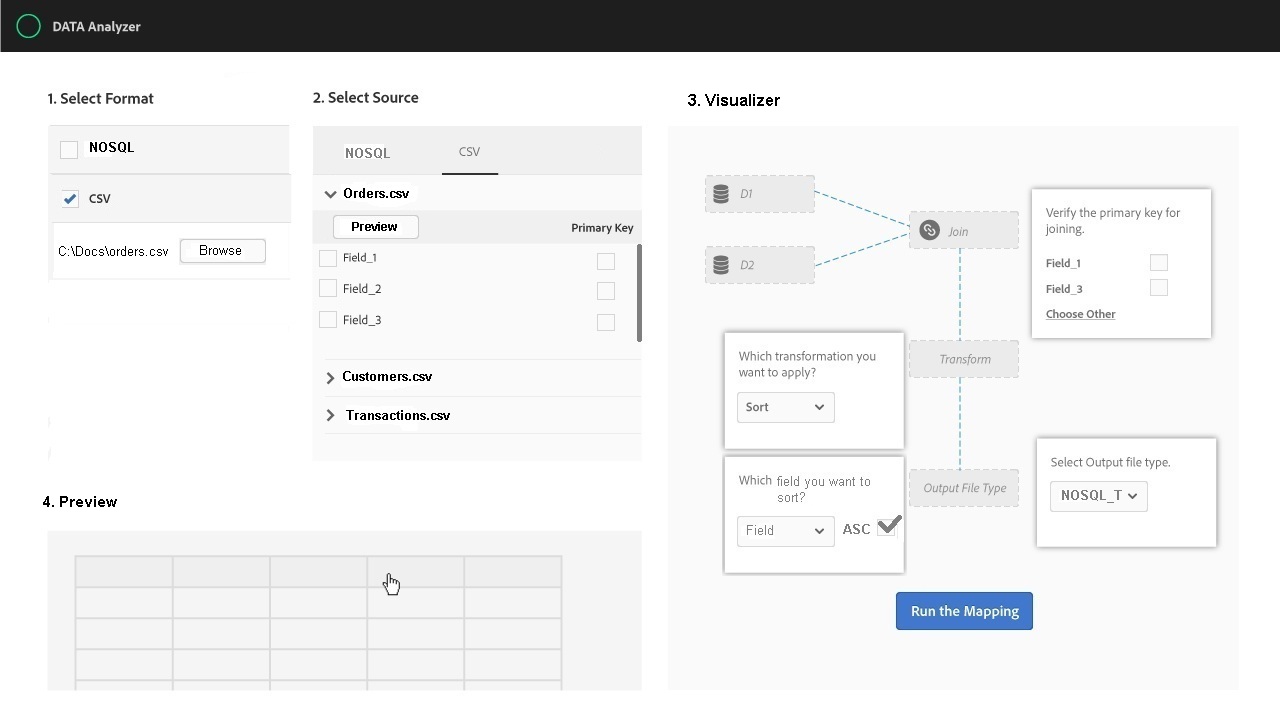 DATA Analyzer
1. Select Format
NOSQL
CSV
C:\Docs\orders.csv Browse
2. Select Source
NOSQL CSV
Orders.csv
Preview Primary Key
Field_1
Field_2
Field_3
Customers.csv
Transactions.csv
3. Visualizer
D1
D2
Join
Verify the primary key for
joining.
Field_1
Field_3
Choose Other
Which transformation you
want to apply?
Sort
Transform
Which field you want to
sort?
Field ASC
Output File Type
Select Output file type.
NOSQL_T
Run the Mapping
4. Preview